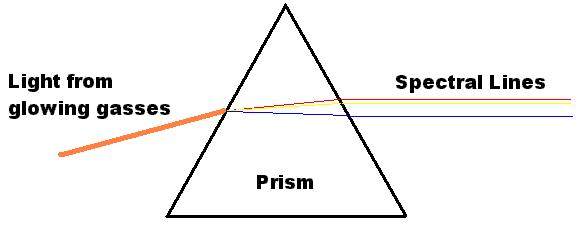 Light from
glowing gasses
Spectral Lines
Prism